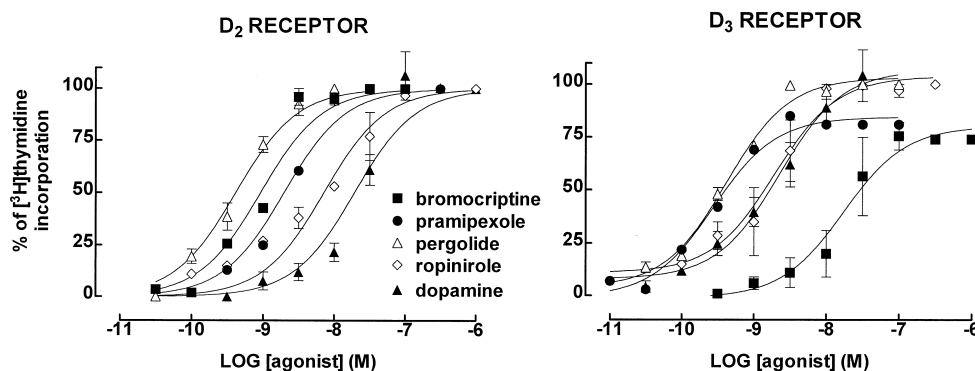 D2 RECEPTOR
% of [3H]thymidine
incorporation
100
75
50
25
0
-11 -10 -9 -8 -7 -6
LOG [agonist] (M)
bromocriptine
pramipexole
pergolide
ropinirole
dopamine
D3 RECEPTOR
100
75
50
25
0
-11 -10 -9 -8 -7 -6
LOG [agonist] (M)